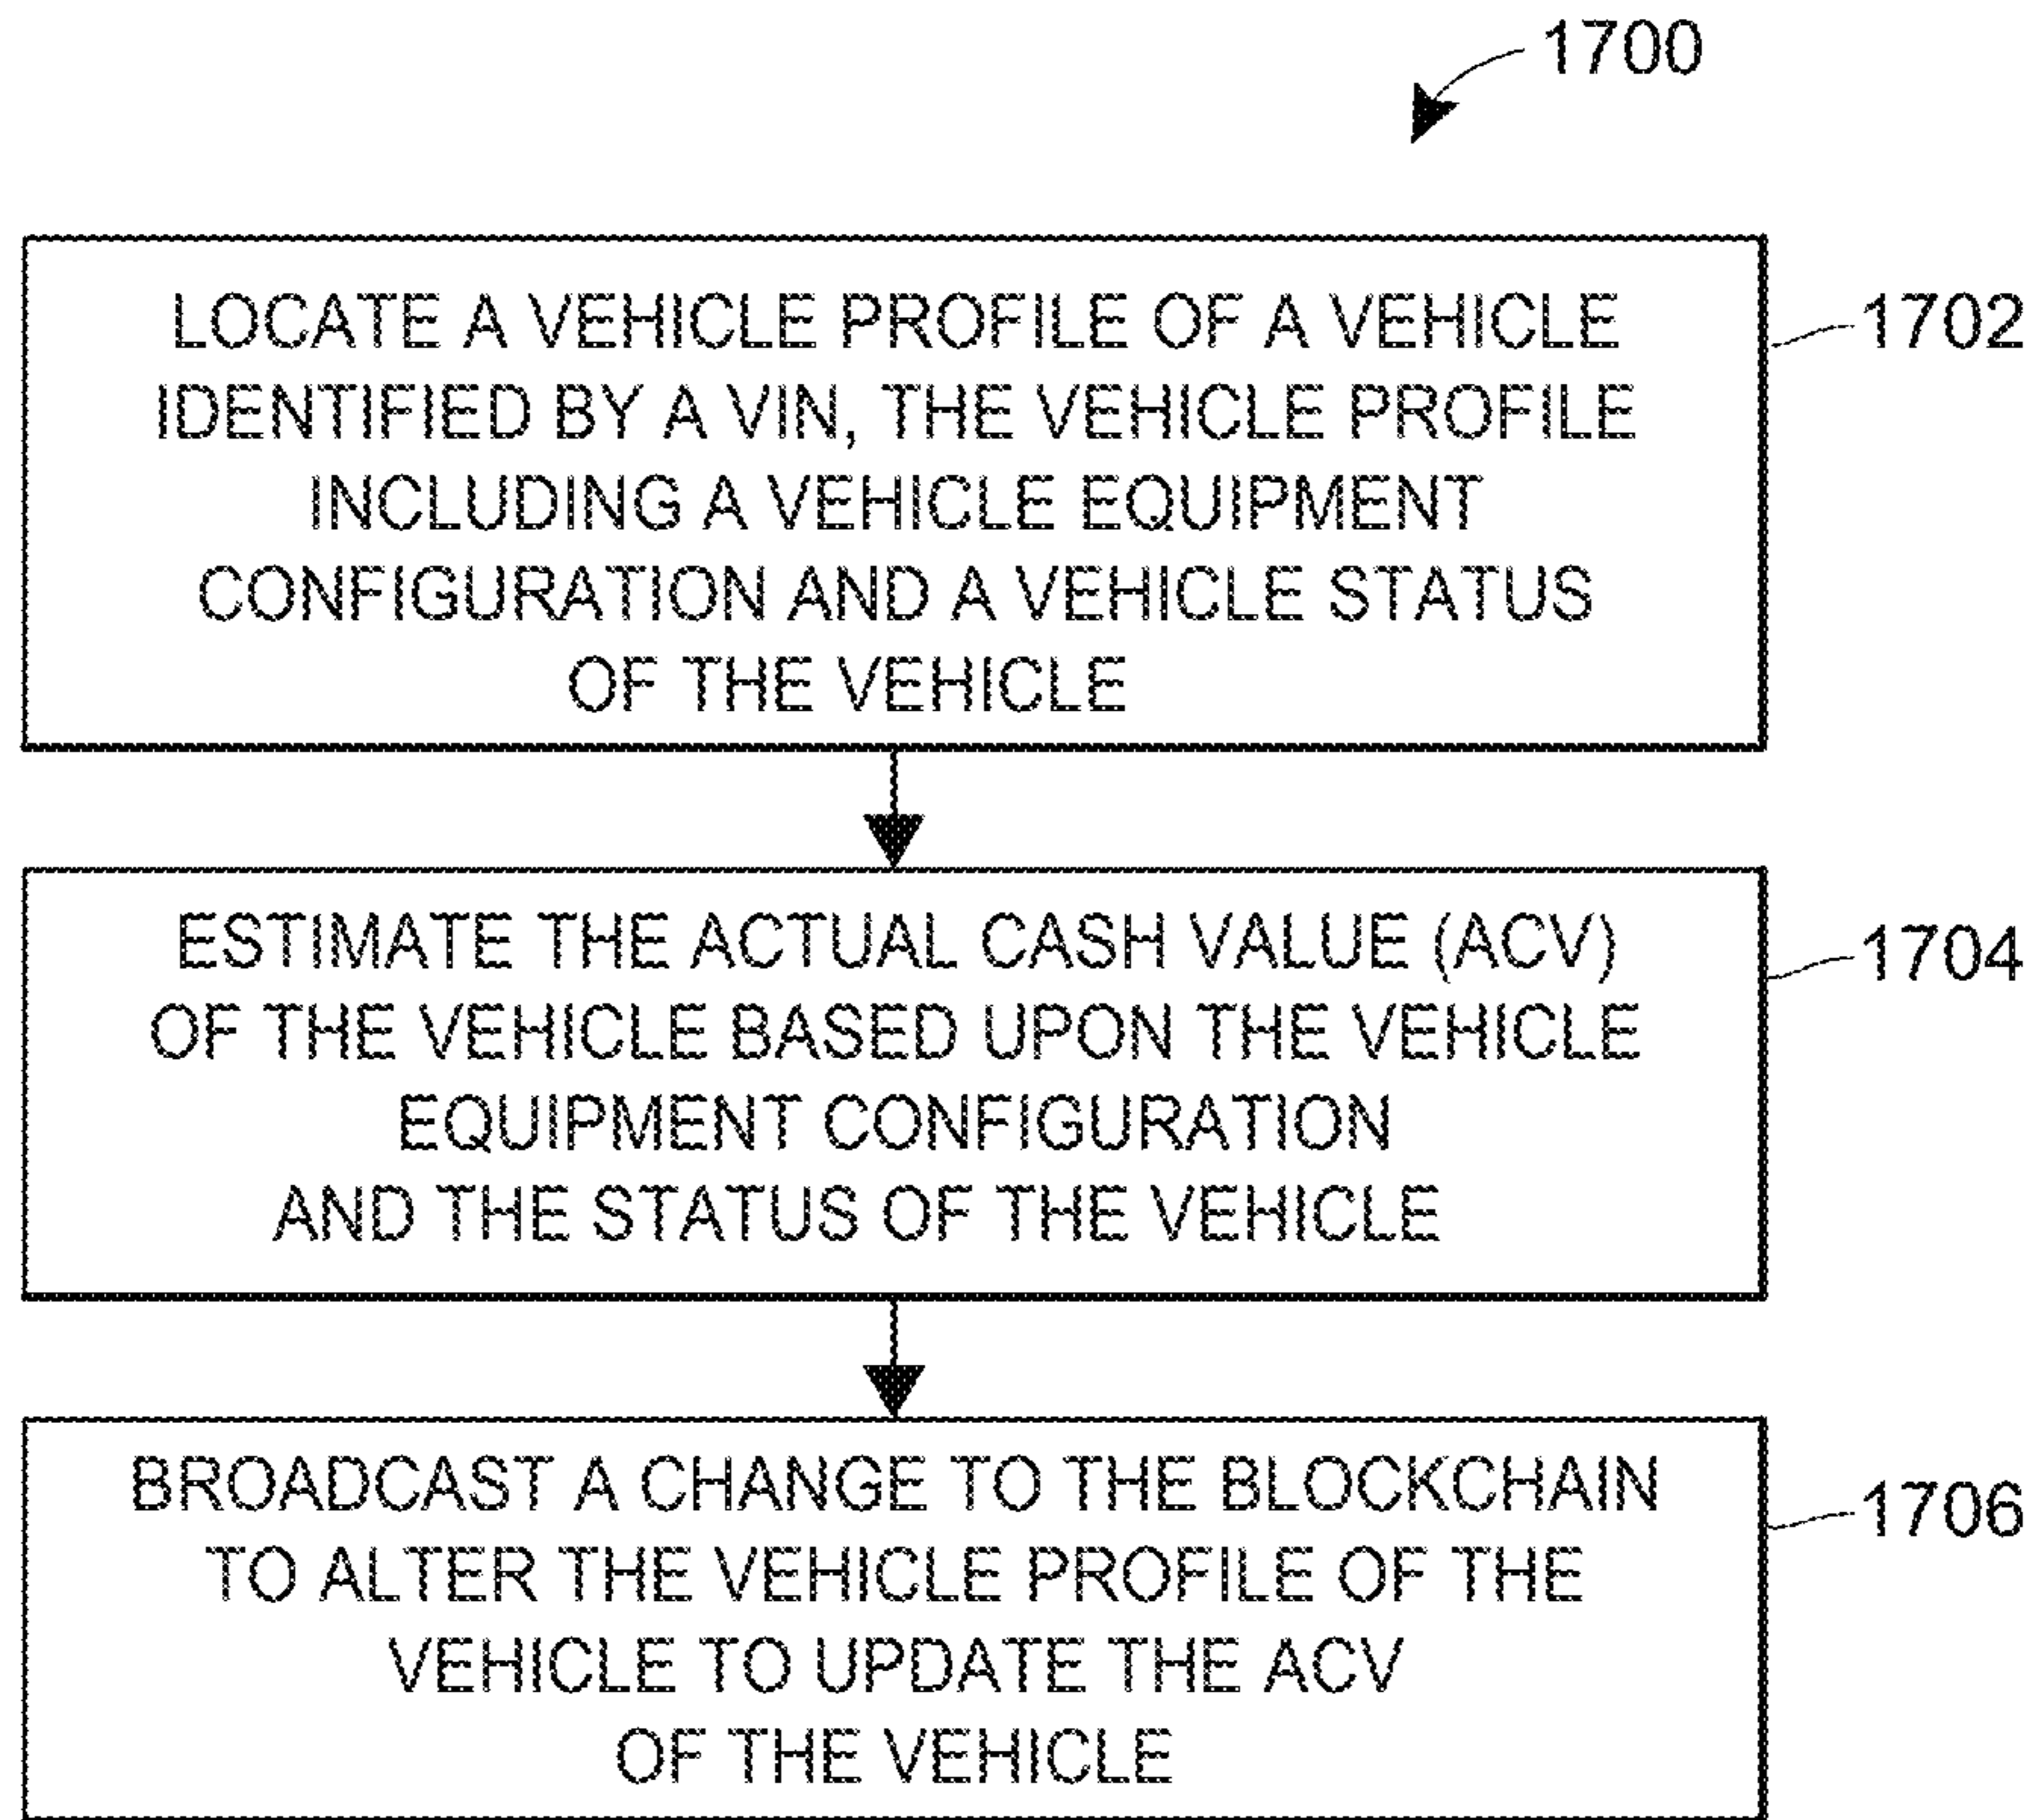 1700
LOCATE A VEHICLE PROFILE OF A VEHICLE
IDENTIFIED BY A VIN, THE VEHICLE PROFILE
INCLUDING A VEHICLE EQUIPMENT
CONFIGURATION AND A VEHICLE STATUS
OF THE VEHICLE
1702
ESTIMATE THE ACTUAL CASH VALUE (ACV)
OF THE VEHICLE BASED UPON THE VEHICLE
EQUIPMENT CONFIGURATION
AND THE STATUS OF THE VEHICLE
1704
BROADCAST A CHANGE TO THE BLOCKCHAIN
TO ALTER THE VEHICLE PROFILE OF THE
VEHICLE TO UPDATE THE ACV
OF THE VEHICLE
1706